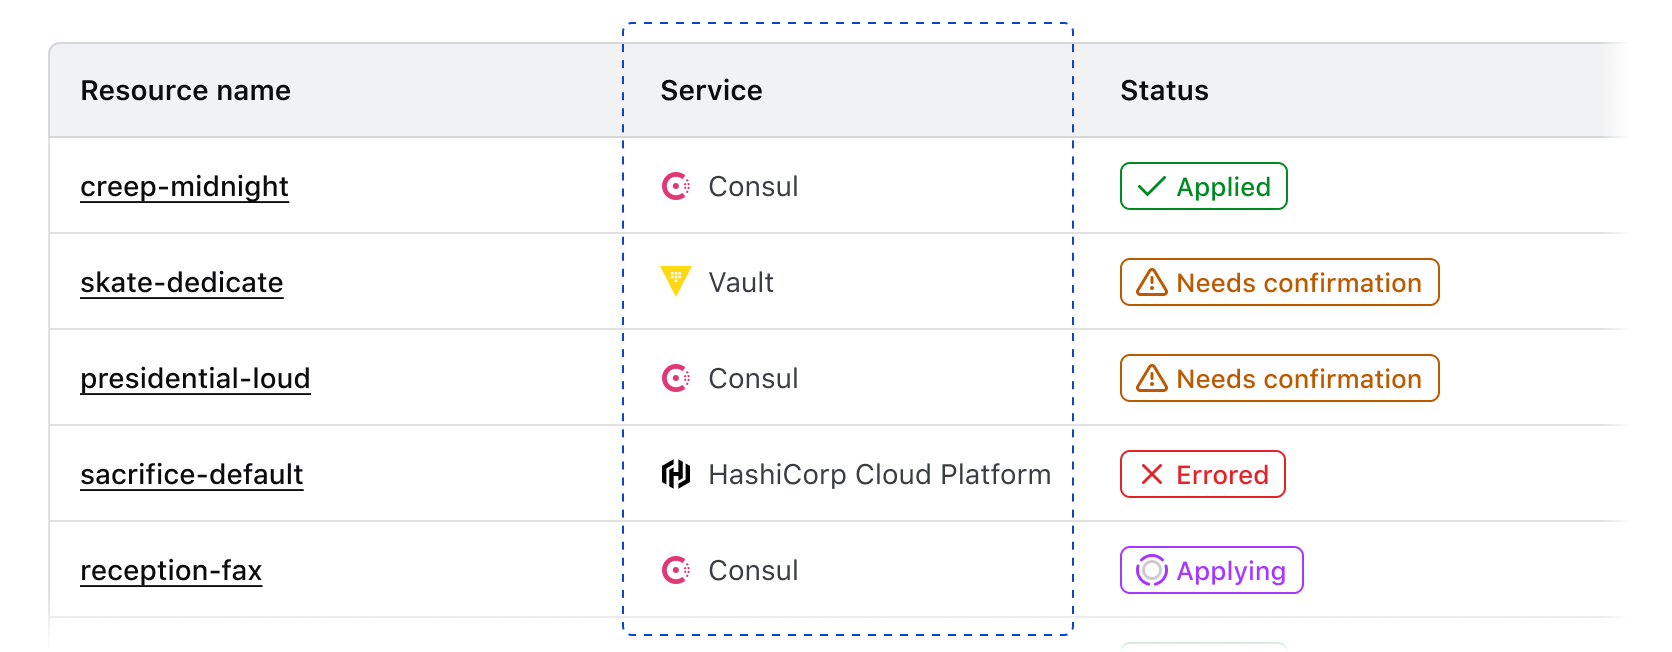 Resource name Service Status
creep-midnight Consul Applied
skate-dedicate Vault Needs confirmation
presidential-loud Consul Needs confirmation
sacrifice-default HashiCorp Cloud Platform Errored
reception-fax Consul Applying